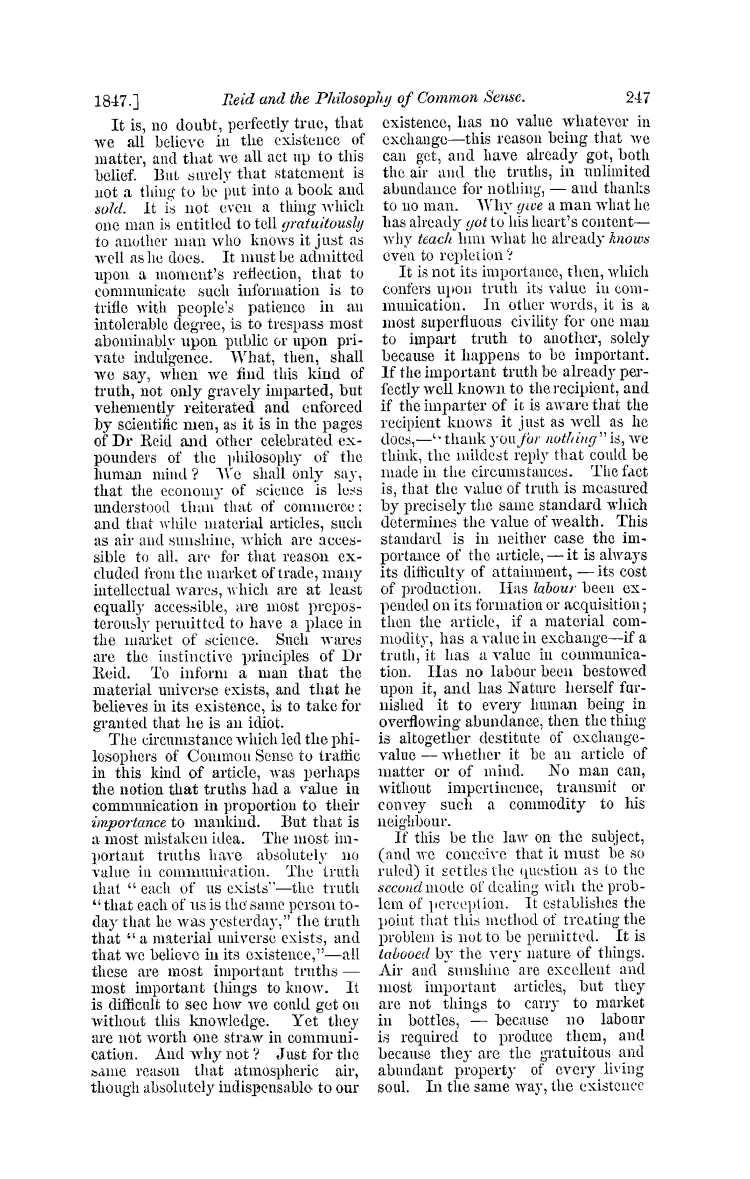 1847.] Reid and the Philosophy of Common Sense. 247
It is, no doubt, perfectly true, that
we all believe in the existence of
matter, and that we all act up to this
belief. But surely that statement is
not a thing to be put into a book and
sold. It is not even a thing which
one man is entitled to tell gratuitously
to another man who knows it just as
well as he does. It must be admitted
upon a moment's reflection, that to
communicate such information is to
trifle with people's patience in an
intolerable degree, is to trespass most
abominably upon public or upon pri-
vate indulgence. What, then, shall
we say, when we find this kind of
truth, not only gravely imparted, but
vehemently reiterated and enforced
by scientific men, as it is in the pages
of Dr Reid and other celebrated ex-
pounders of the philosophy of the
human mind? We shall only say,
that the economy of science is less
understood than that of commerce;
and that while material articles, such
as air and sunshine, which are acces-
sible to all, are for that reason ex-
cluded from the market of trade, many
intellectual wares, which are at least
equally accessible, are most prepos-
terously permitted to have a place in
the market of science. Such wares
are the instinctive principles of Dr
Reid. To inform a man that the
material universe exists, and that he
believes in its existence, is to take for
granted that he is an idiot.
The circumstance which led the phi-
losophers of Common Sense to traffic
in this kind of article, was perhaps
the notion that truths had a value in
communication in proportion to their
importance to mankind. But that is
a most mistaken idea. The most im-
portant truths have absolutely no
value in communication. The truth
that "each of us exists"—the truth
"that each of us is the same person to-
day that he was yesterday," the truth
that "a material universe exists, and
that we believe in its existence,"—all
these are most important truths—
most important things to know. It
is difficult to see how we could get on
without this knowledge. Yet they
are not worth one straw in communi-
cation. And why not? Just for the
same reason that atmospheric air,
though absolutely indispensable to our
existence, has no value whatever in
exchange—this reason being that we
can get, and have already got, both
the air and the truths, in unlimited
abundance for nothing,—and thanks
to no man. Why give a man what he
has already got to his heart's content—
why teach him what he already knows
even to repletion?
It is not its importance, then, which
confers upon truth its value in com-
munication. In other words, it is a
most superfluous civility for one man
to impart truth to another, solely
because it happens to be important.
If the important truth be already per-
fectly well known to the recipient, and
if the imparter of it is aware that the
recipient knows it just as well as he
does,—"thank you for nothing" is, we
think, the mildest reply that could be
made in the circumstances. The fact
is, that the value of truth is measured
by precisely the same standard which
determines the value of wealth. This
standard is in neither case the im-
portance of the article,—it is always
its difficulty of attainment,—its cost
of production. Has labour been ex-
pended on its formation or acquisition;
then the article, if a material com-
modity, has a value in exchange—if a
truth, it has a value in communica-
tion. Has no labour been bestowed
upon it, and has Nature herself fur-
nished it to every human being in
overflowing abundance, then the thing
is altogether destitute of exchange-
value—whether it be an article of
matter or of mind. No man can,
without impertinence, transmit or
convey such a commodity to his
neighbour.
If this be the law on the subject,
(and we conceive that it must be so
ruled) it settles the question as to the
second mode of dealing with the prob-
lem of perception. It establishes the
point that this method of treating the
problem is not to be permitted. It is
tabooed by the very nature of things.
Air and sunshine are excellent and
most important articles, but they
are not things to carry to market
in bottles,—because no labour
is required to produce them, and
because they are the gratuitous and
abundant property of every living
soul. In the same way, the existence